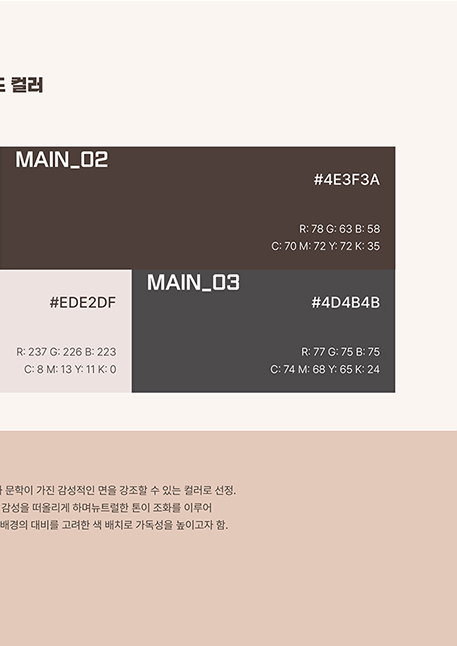 컬러
MAIN_02
#4E3F3A
R: 78 G: 63 B: 58
C: 70 M: 72 Y: 72 K: 35
#EDE2DF
R: 237 G: 226 B: 223
C: 8 M: 13 Y: 11 K: 0
MAIN_03
#4D4B4B
R: 77 G: 75 B: 75
C: 74 M: 68 Y: 65 K: 24
문학이 가진 감성적인 면을 강조할 수 있는 컬러로 선정.
감성을 떠올리게 하며뉴트럴한 톤이 조화를 이루어
배경의 대비를 고려한 색 배치로 가독성을 높이고자 함.